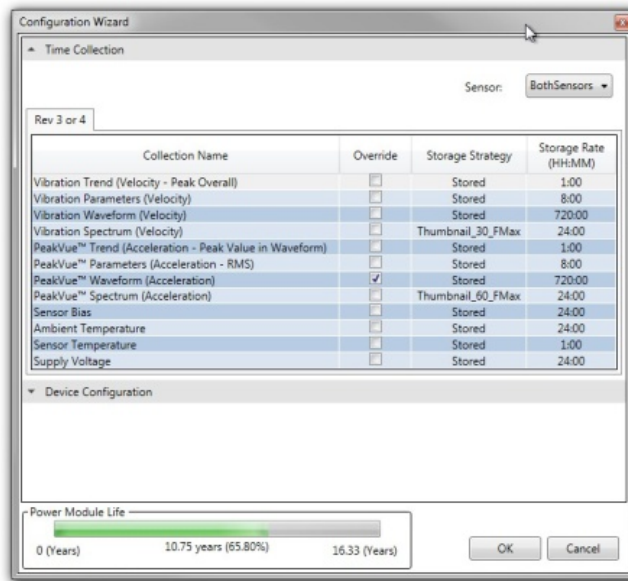 Configuration Wizard
Time Collection
Sensor: BothSensors
Rev 3 or 4
Collection Name Override Storage Strategy Storage Rate (HH:MM)
Vibration Trend (Velocity - Peak Overall) Stored 1:00
Vibration Parameters (Velocity) Stored 8:00
Vibration Waveform (Velocity) Stored 720:00
Vibration Spectrum (Velocity) Thumbnail_30_FMax 24:00
PeakVue™ Trend (Acceleration - Peak Value in Waveform) Stored 1:00
PeakVue™ Parameters (Acceleration - RMS) Stored 8:00
PeakVue™ Waveform (Acceleration) Stored 720:00
PeakVue™ Spectrum (Acceleration) Thumbnail_60_FMax 24:00
Sensor Bias Stored 24:00
Ambient Temperature Stored 24:00
Sensor Temperature Stored 1:00
Supply Voltage Stored 24:00
Device Configuration
Power Module Life
0 (Years) 10.75 years (65.80%) 16.33 (Years)
OK Cancel